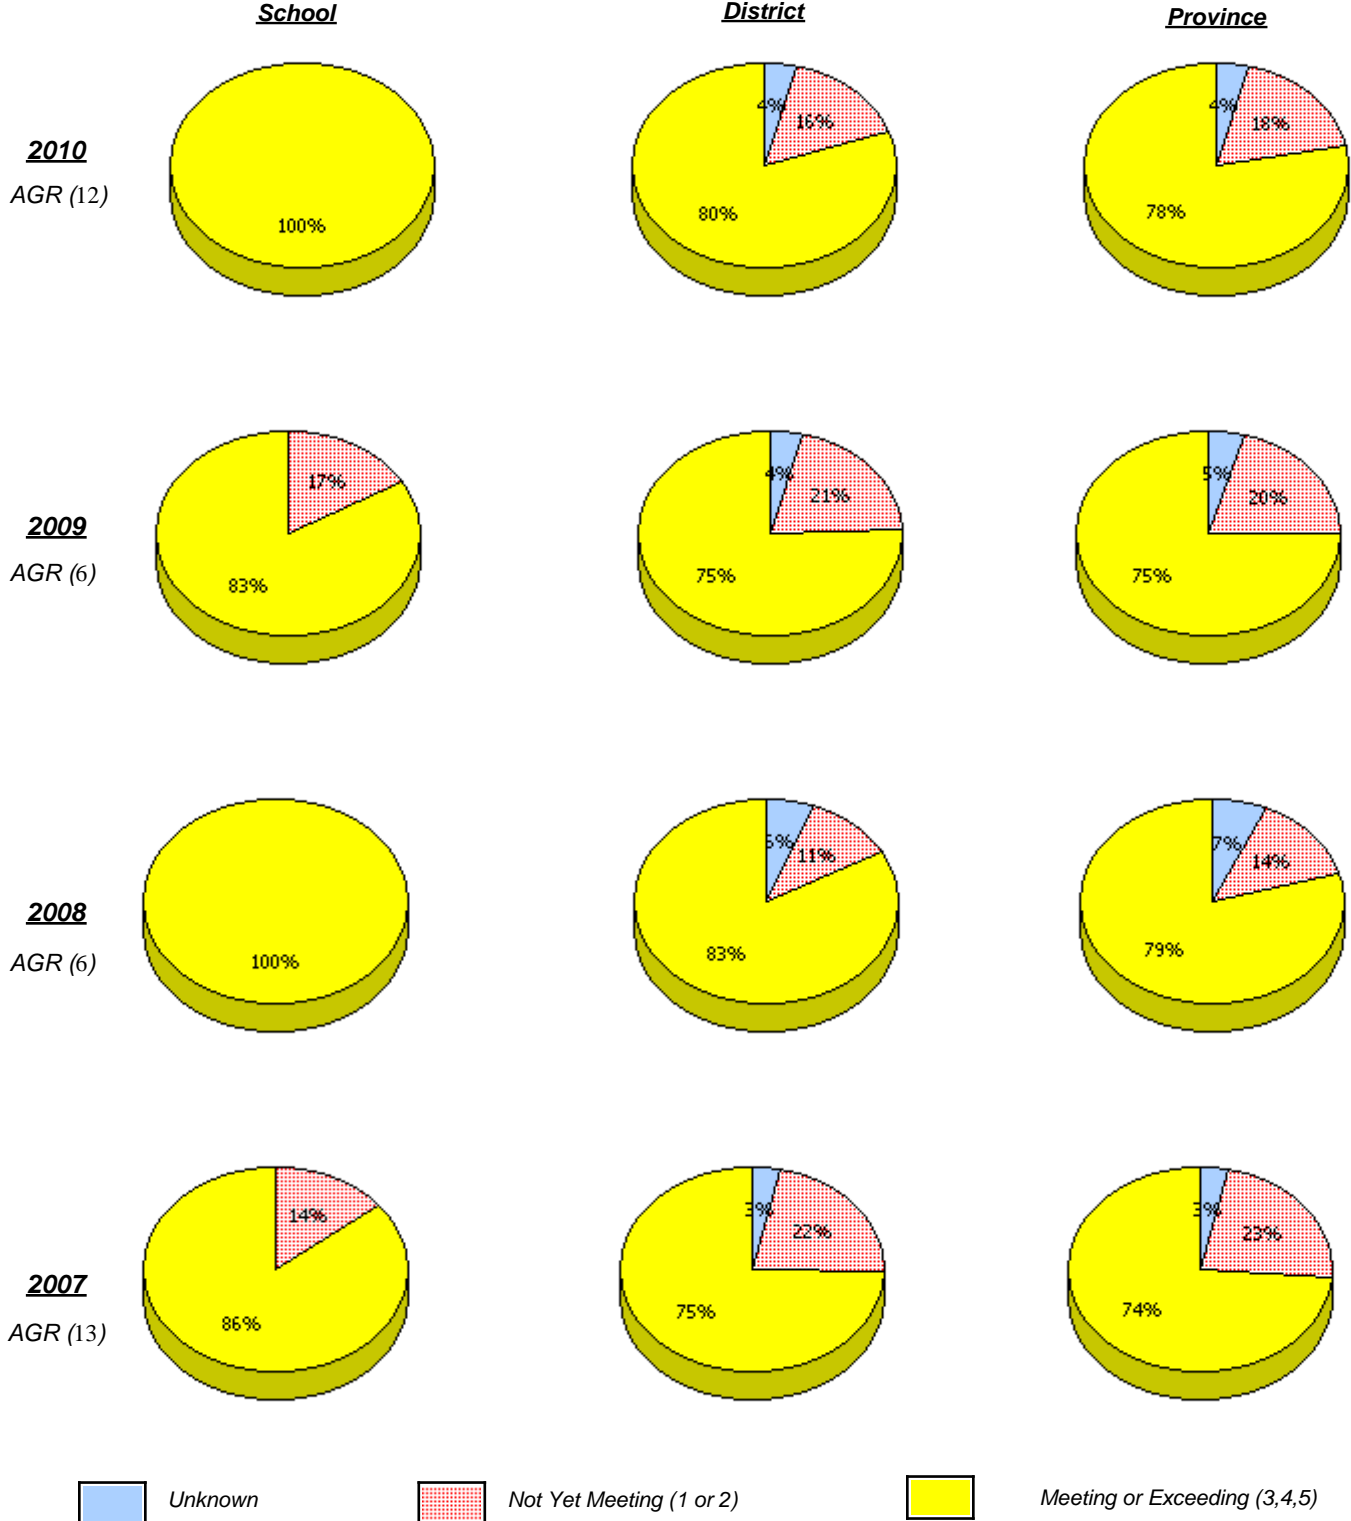 School District Province
2010
AGR (12)
100%
4% 16% 80%
4% 18% 78%
2009
AGR (6)
17% 83%
4% 21% 75%
5% 20% 75%
2008
AGR (6)
100%
11% 83%
7% 14% 79%
2007
AGR (13)
14% 86%
3% 22% 75%
3% 23% 74%
Unknown Not Yet Meeting (1 or 2) Meeting or Exceeding (3,4,5)